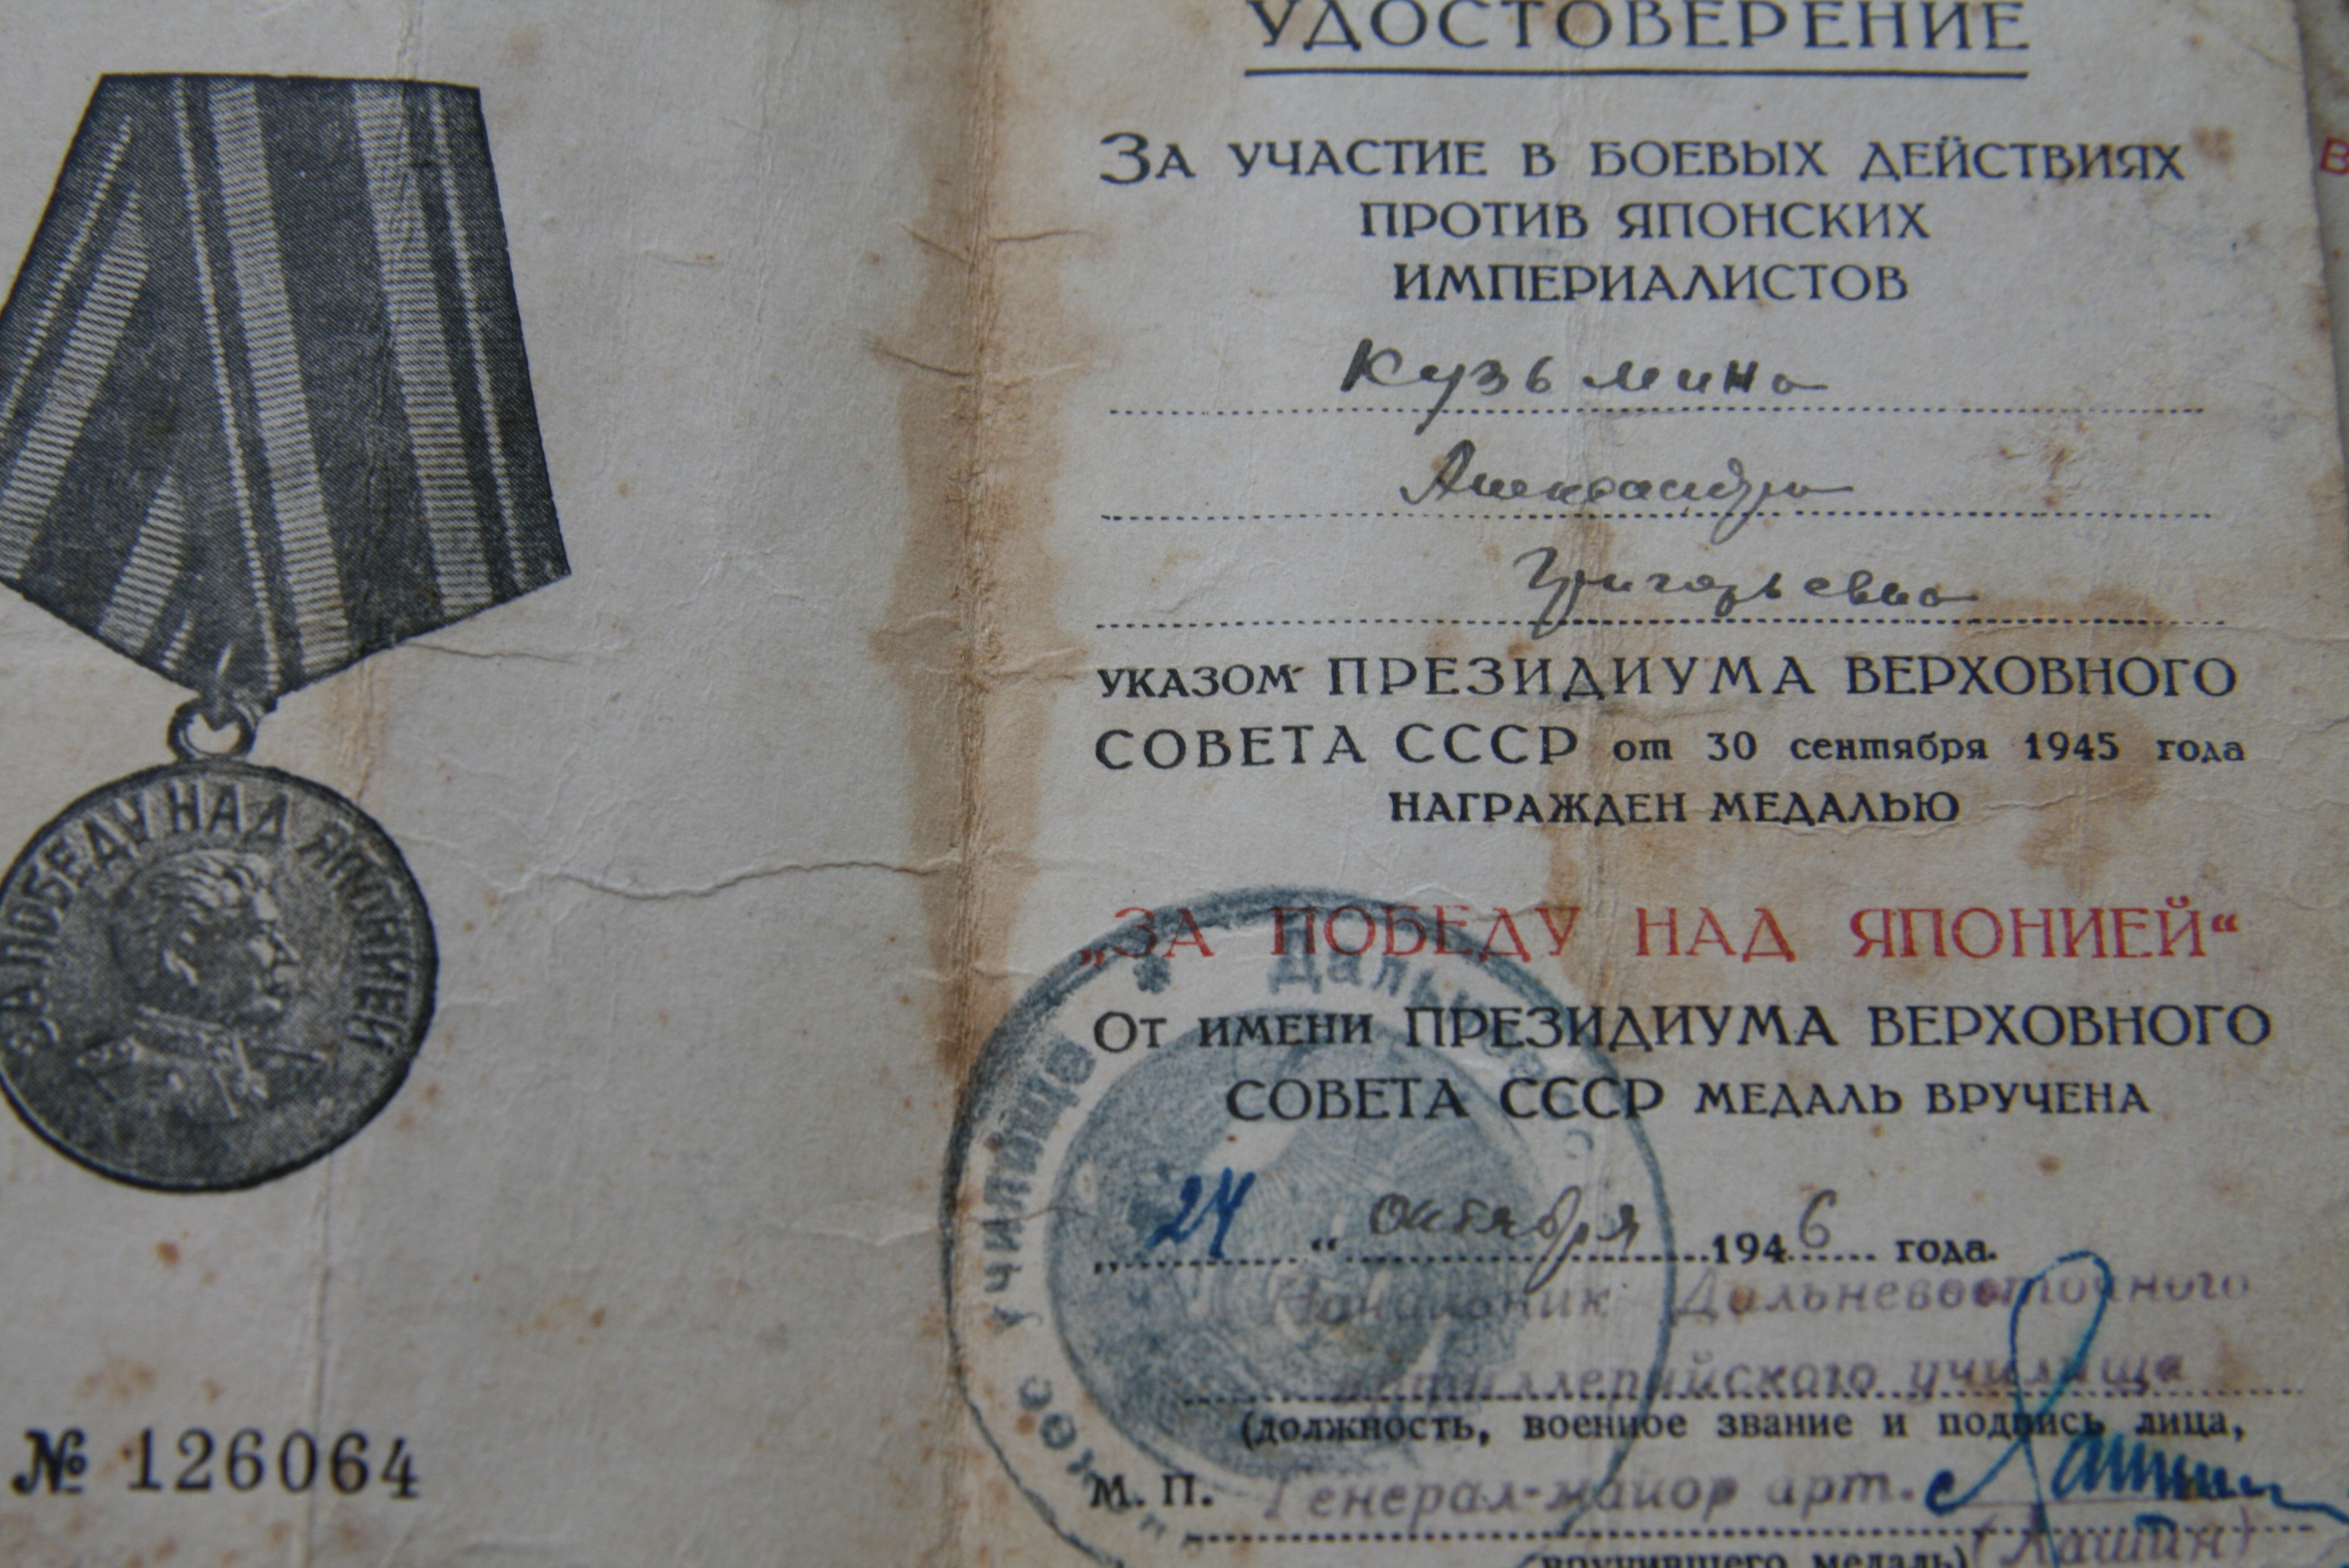 ЗА ПОБЕДУ НАД ЯПОНИЕЙ
№ 126064
УДОСТОВЕРЕНИЕ
ЗА УЧАСТИЕ В БОЕВЫХ ДЕЙСТВИЯХ
ПРОТИВ ЯПОНСКИХ
ИМПЕРИАЛИСТОВ
Кузьмина
Александра
Григорьевна
УКАЗОМ ПРЕЗИДИУМА ВЕРХОВНОГО
СОВЕТА СССР от 30 сентября 1945 года
НАГРАЖДЕН МЕДАЛЬЮ
„ЗА ПОБЕДУ НАД ЯПОНИЕЙ“
ОТ ИМЕНИ ПРЕЗИДИУМА ВЕРХОВНОГО
СОВЕТА СССР МЕДАЛЬ ВРУЧЕНА
„24“ октября 1946 года.
Начальник Дальневосточного
артиллерийского училища
(должность, военное звание и подпись лица,
М. П. Генерал-майор арт.
(Лашин)
вручившего медаль)
училище
В